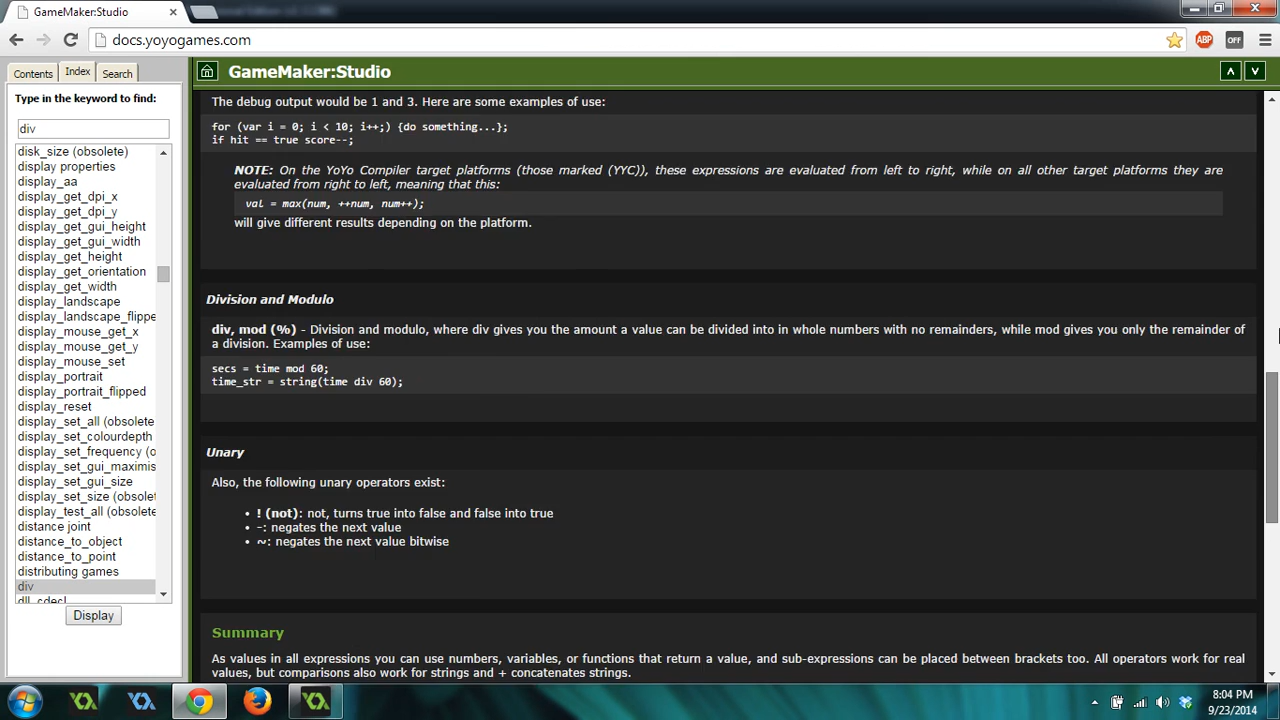 GameMaker:Studio
docs.yoyogames.com
ABP
OFF
Contents
Index
Search
Type in the keyword to find:
div
disk_size (obsolete)
display properties
display_aa
display_get_dpi_x
display_get_dpi_y
display_get_gui_height
display_get_gui_width
display_get_height
display_get_orientation
display_get_width
display_landscape
display_landscape_flippe
display_mouse_get_x
display_mouse_get_y
display_mouse_set
display_portrait
display_portrait_flipped
display_reset
display_set_all (obsolete
display_set_colourdepth
display_set_frequency (o
display_set_gui_maximis
display_set_gui_size
display_set_size (obsolet
display_test_all (obsolete
distance joint
distance_to_object
distance_to_point
distributing games
div
dll_cdecl
Display
GameMaker:Studio
The debug output would be 1 and 3. Here are some examples of use:
for (var i = 0; i < 10; i++;) {do something...};
if hit == true score--;
NOTE: On the YoYo Compiler target platforms (those marked (YYC)), these expressions are evaluated from left to right, while on all other target platforms they are
evaluated from right to left, meaning that this:
val = max(num, ++num, num++);
will give different results depending on the platform.
Division and Modulo
div, mod (%) - Division and modulo, where div gives you the amount a value can be divided into in whole numbers with no remainders, while mod gives you only the remainder of
a division. Examples of use:
secs = time mod 60;
time_str = string(time div 60);
Unary
Also, the following unary operators exist:
• ! (not): not, turns true into false and false into true
• -: negates the next value
• ~: negates the next value bitwise
Summary
As values in all expressions you can use numbers, variables, or functions that return a value, and sub-expressions can be placed between brackets too. All operators work for real
values, but comparisons also work for strings and + concatenates strings.
8:04 PM
9/23/2014